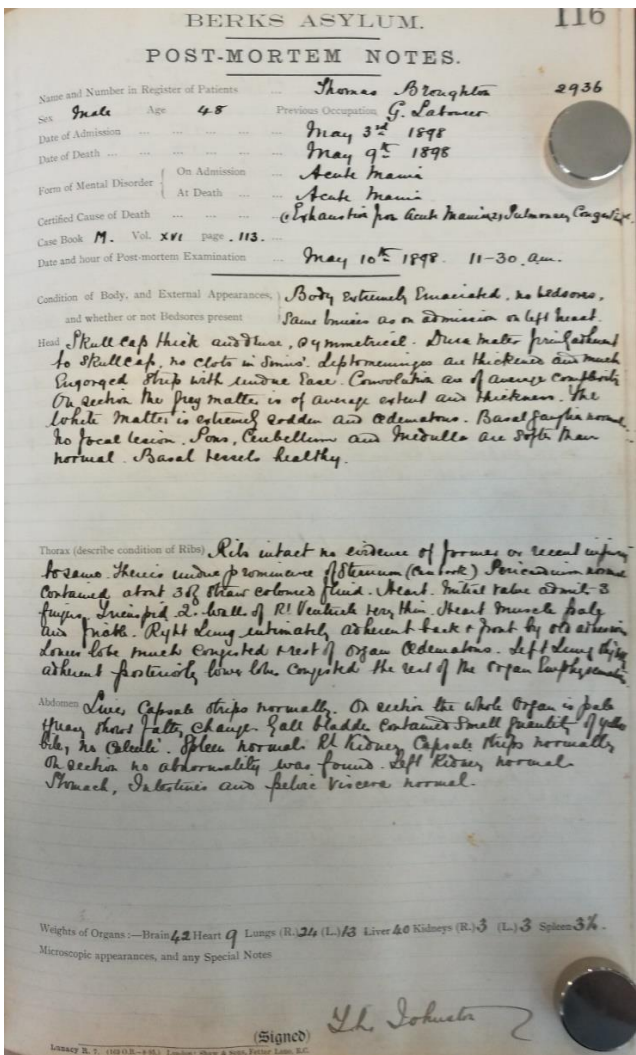 116
BERKS ASYLUM.
POST-MORTEM NOTES.
Name and Number in Register of Patients ... Thomas Broughton 2936
Sex Male Age 48 Previous Occupation G. Labourer
Date of Admission ... ... ... ... ... May 3rd 1898
Date of Death ... ... ... ... ... ... May 9th 1898
Form of Mental Disorder { On Admission ... Acute Mania
At Death ... ... Acute Mania
Certified Cause of Death ... ... ... ... Exhaustion from Acute Mania Pulmonary Congestion.
Case Book M. Vol. XVI page . 113. ...
Date and hour of Post-mortem Examination ... May 10th 1898. 11-30 a.m.
Condition of Body, and External Appearances, } Body Extremely Emaciated, no bedsores,
and whether or not Bedsores present Same bruises as on admission on left
Head Skull cap thick and dense, symmetrical. Dura mater firmly adherent
to Skull cap, no clots in Sinus'. Leptomeninges are thickened and much
Engorged Strip with undue Ease. Convolution are of average complexity
On section the grey matter is of average extent and thickness. The
White Matter is extremely sodden and Œdematous. Basal Ganglia normal
No focal lesion. Pons, Cerebellum and Medulla are softer than
normal. Basal vessels healthy.
Thorax (describe condition of Ribs) Ribs intact no evidence of former or recent injury
to same. There is undue prominence of Sternum Pericardium normal
contained about 3 of straw coloured fluid. Heart. Mitral valve admits 3
fingers, Tricuspid 2. Walls of Rt Ventricle very thin. Heart Muscle pale
and friable. Right Lung intimately adherent back & front by old adhesions
Lower lobe much Congested & rest of organ Œdematous. Left Lung
adherent posteriorly lower lobe congested the rest of the organ Emphysematous
Abdomen Liver Capsule strips normally. On section the whole Organ is pale
greasy shows fatty change. Gall bladder contained small quantity of yellow
bile, no Calculi. Spleen normal. Rt Kidney Capsule strips normally
On section no abnormality was found. Left Kidney normal
Stomach, Intestines and pelvic Viscera normal.
Weights of Organs :—Brain 42 Heart 9 Lungs (R.) 24 (L.) 13 Liver 40 Kidneys (R.) 3 (L.) 3 Spleen 3½.
Microscopic appearances, and any Special Notes
(Signed) Johnston
Lunacy R. 7.